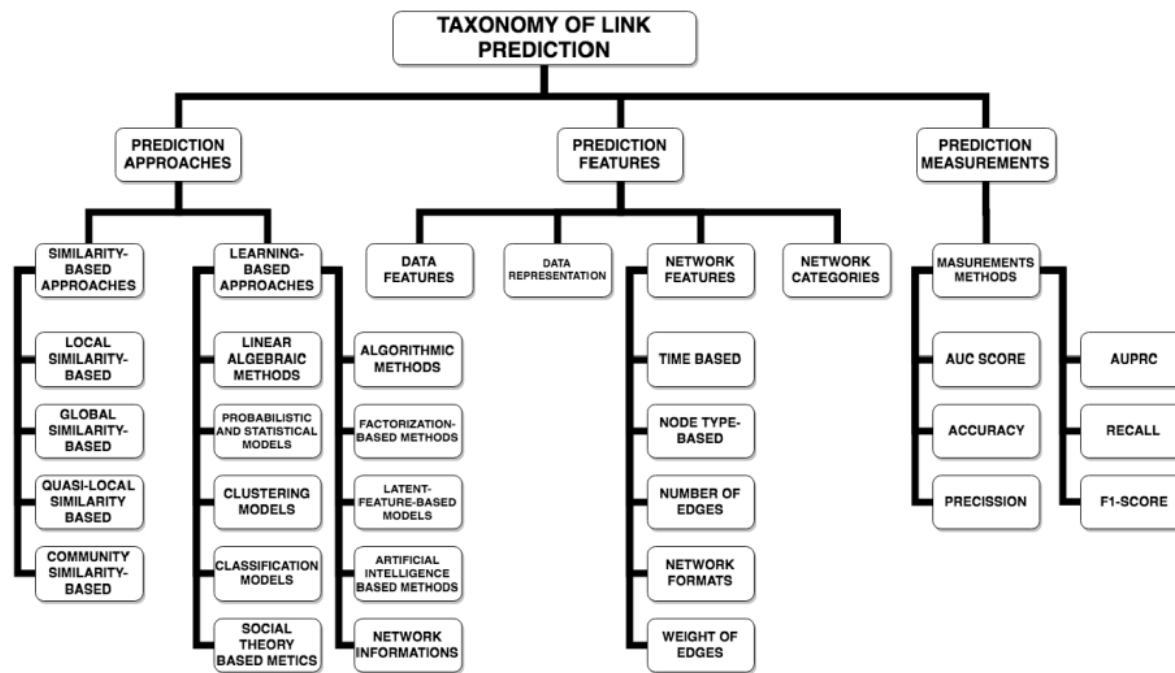 TAXONOMY OF LINK
PREDICTION
PREDICTION
APPROACHES
PREDICTION
FEATURES
PREDICTION
MEASUREMENTS
SIMILARITY-
BASED
APPROACHES
LEARNING-
BASED
APPROACHES
DATA
FEATURES
DATA
REPRESENTATION
NETWORK
FEATURES
NETWORK
CATEGORIES
MASUREMENTS
METHODS
LOCAL
SIMILARITY-
BASED
GLOBAL
SIMILARITY-
BASED
QUASI-LOCAL
SIMILARITY
BASED
COMMUNITY
SIMILARITY-
BASED
LINEAR
ALGEBRAIC
METHODS
PROBABILISTIC
AND STATISTICAL
MODELS
CLUSTERING
MODELS
CLASSIFICATION
MODELS
SOCIAL
THEORY
BASED METICS
ALGORITHMIC
METHODS
FACTORIZATION-
BASED METHODS
LATENT-
FEATURE-BASED
MODELS
ARTIFICIAL
INTELLIGENCE
BASED METHODS
NETWORK
INFORMATIONS
TIME BASED
NODE TYPE-
BASED
NUMBER OF
EDGES
NETWORK
FORMATS
WEIGHT OF
EDGES
AUC SCORE
ACCURACY
PRECISSION
AUPRC
RECALL
F1-SCORE